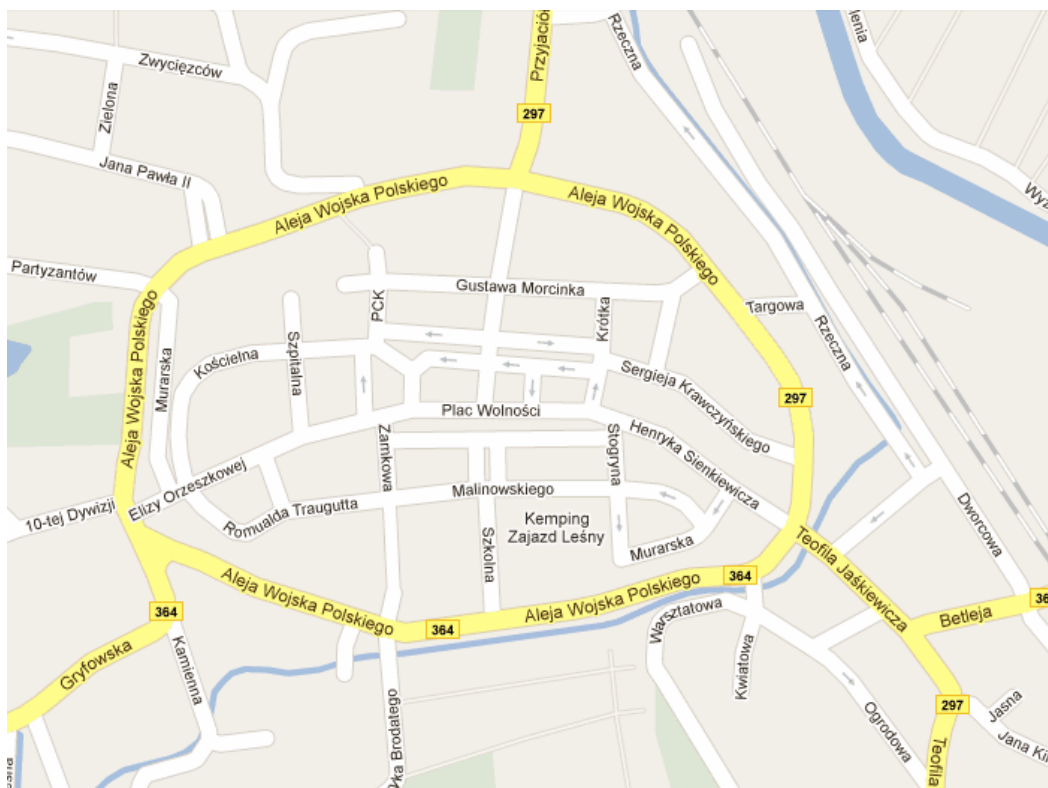 Zwycięzców
Zielona
Jana Pawła II
Przyjaciół
297
Rzeczna
Aleja Wojska Polskiego
Aleja Wojska Polskiego
Partyzantów
Aleja Wojska Polskiego
Murarska
Gustawa Morcinka
PCK
Krótka
Targowa
Rzeczna
Szpitalna
Kościelna
Sergieja Krawczyńskiego
297
Plac Wolności
Zamkowa
Stogryna
Henryka Sienkiewicza
Elizy Orzeszkowej
10-tej Dywizji
Romualda Traugutta
Malinowskiego
Kemping
Zajazd Leśny
Szkolna
Murarska
Dworcowa
Teofila Jaśkiewicza
Aleja Wojska Polskiego
Aleja Wojska Polskiego
364
364
364
Betleja
Warsztatowa
Kwiatowa
Gryfowska
Kamienna
Ogrodowa
297
Jasna
Teofila